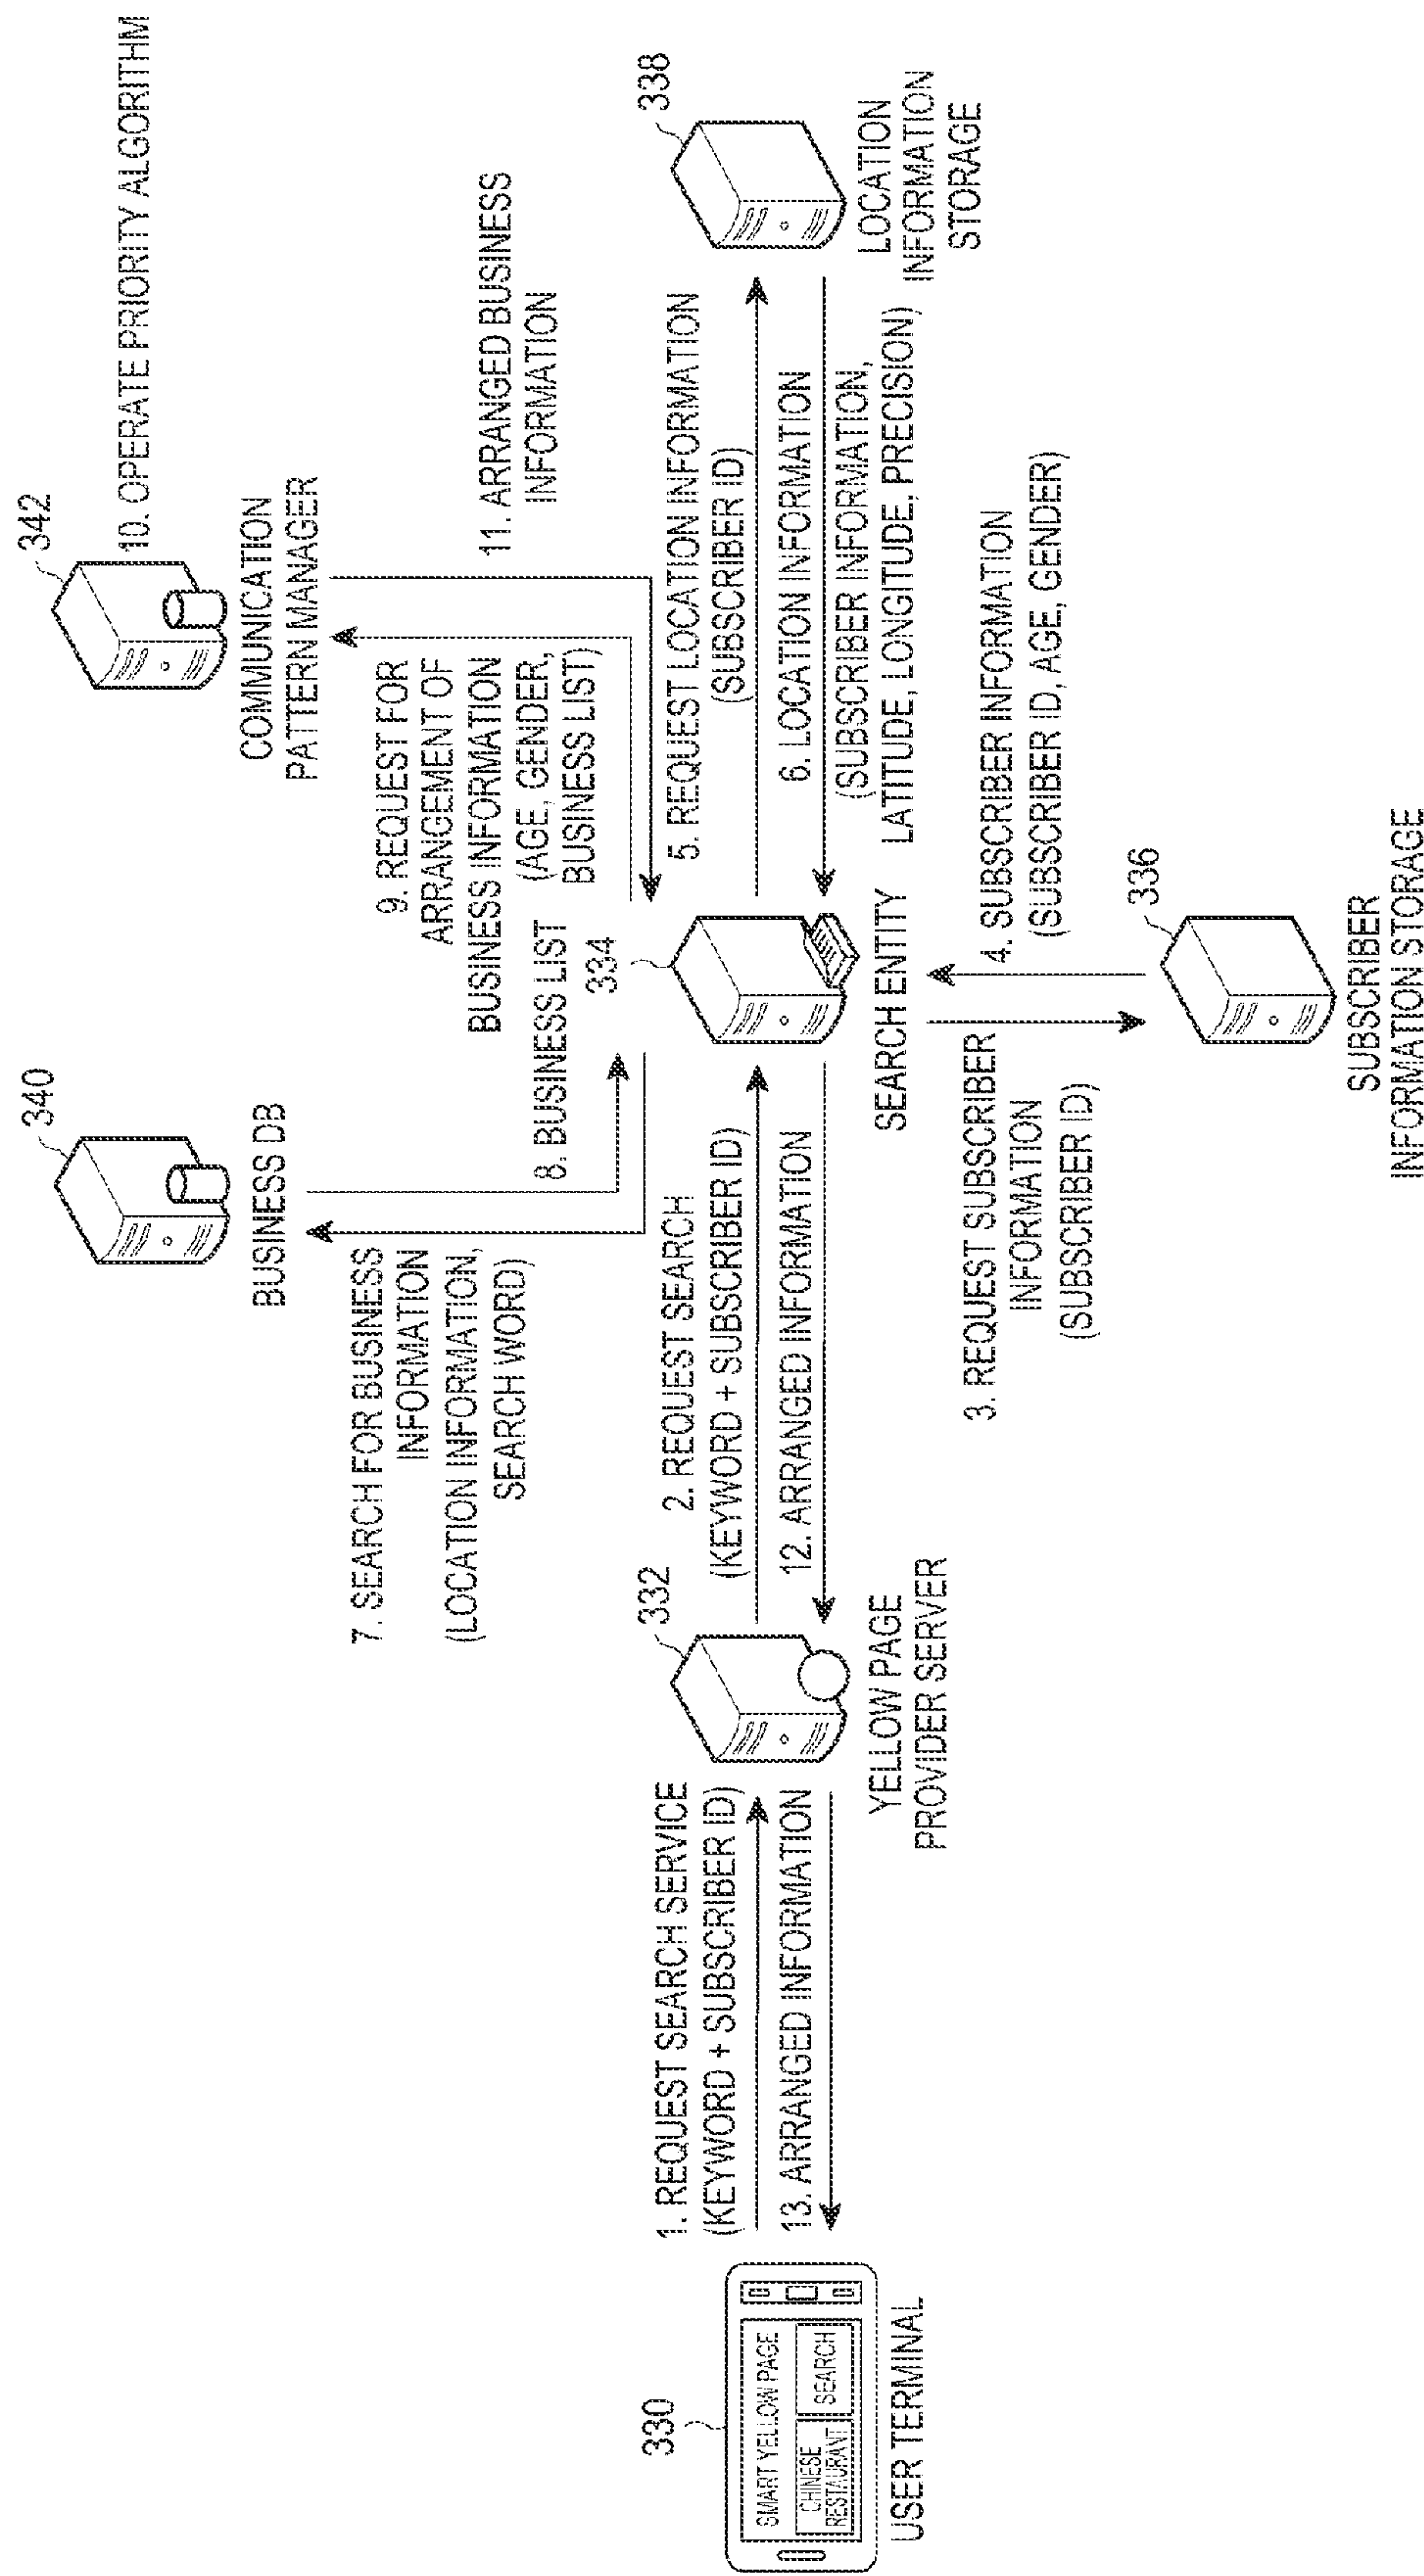 340
BUSINESS DB
342
COMMUNICATION
PATTERN MANAGER
10. OPERATE PRIORITY ALGORITHM
7. SEARCH FOR BUSINESS
INFORMATION
(LOCATION INFORMATION,
SEARCH WORD)
8. BUSINESS LIST
9. REQUEST FOR
ARRANGEMENT OF
BUSINESS INFORMATION
(AGE, GENDER,
BUSINESS LIST)
11. ARRANGED BUSINESS
INFORMATION
330
SMART YELLOW PAGE
CHINESE
RESTAURANT
SEARCH
USER TERMINAL
1. REQUEST SEARCH SERVICE
(KEYWORD + SUBSCRIBER ID)
13. ARRANGED INFORMATION
332
YELLOW PAGE
PROVIDER SERVER
2. REQUEST SEARCH
(KEYWORD + SUBSCRIBER ID)
12. ARRANGED INFORMATION
334
SEARCH ENTITY
5. REQUEST LOCATION INFORMATION
(SUBSCRIBER ID)
6. LOCATION INFORMATION
(SUBSCRIBER INFORMATION,
LATITUDE, LONGITUDE, PRECISION)
338
LOCATION
INFORMATION
STORAGE
3. REQUEST SUBSCRIBER
INFORMATION
(SUBSCRIBER ID)
4. SUBSCRIBER INFORMATION
(SUBSCRIBER ID, AGE, GENDER)
336
SUBSCRIBER
INFORMATION STORAGE